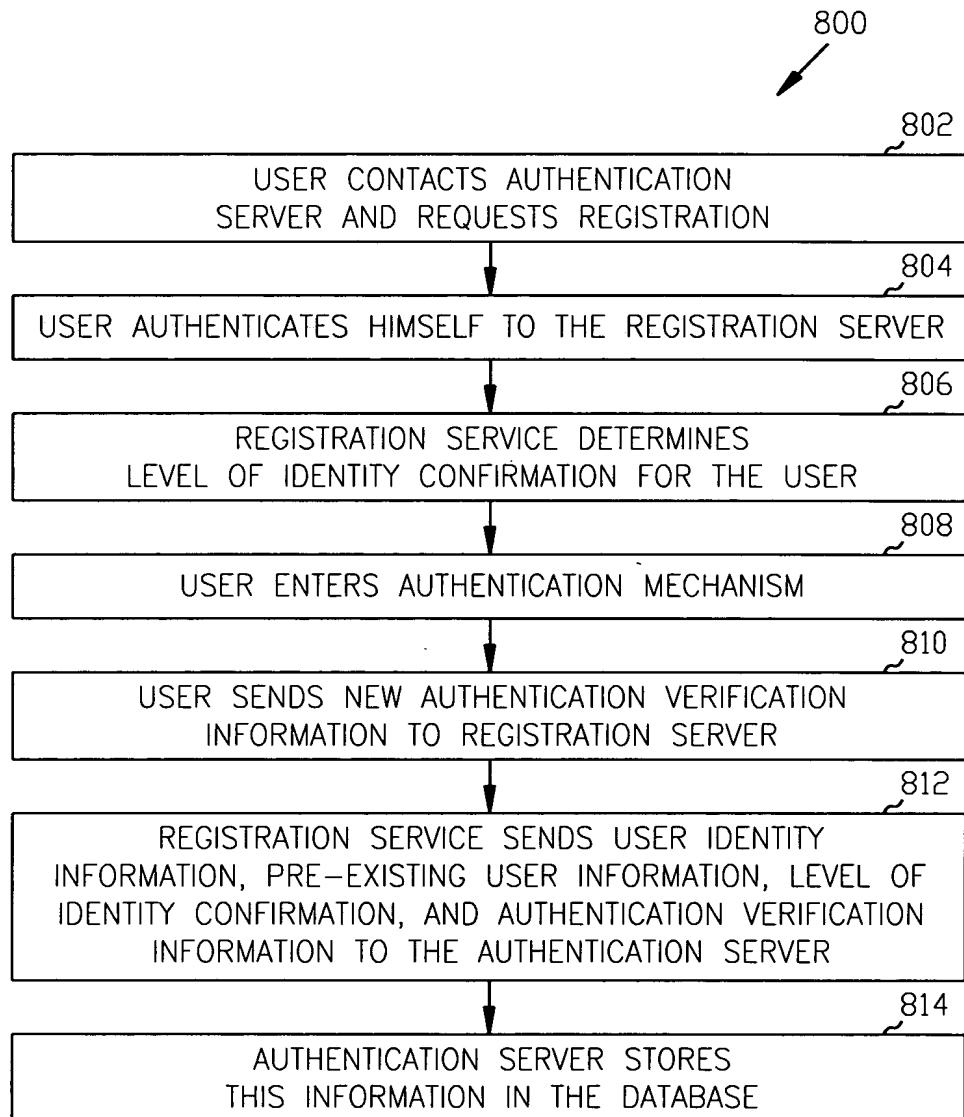 800
802
USER CONTACTS AUTHENTICATION
SERVER AND REQUESTS REGISTRATION
804
USER AUTHENTICATES HIMSELF TO THE REGISTRATION SERVER
806
REGISTRATION SERVICE DETERMINES
LEVEL OF IDENTITY CONFIRMATION FOR THE USER
808
USER ENTERS AUTHENTICATION MECHANISM
810
USER SENDS NEW AUTHENTICATION VERIFICATION
INFORMATION TO REGISTRATION SERVER
812
REGISTRATION SERVICE SENDS USER IDENTITY
INFORMATION, PRE-EXISTING USER INFORMATION, LEVEL OF
IDENTITY CONFIRMATION, AND AUTHENTICATION VERIFICATION
INFORMATION TO THE AUTHENTICATION SERVER
814
AUTHENTICATION SERVER STORES
THIS INFORMATION IN THE DATABASE